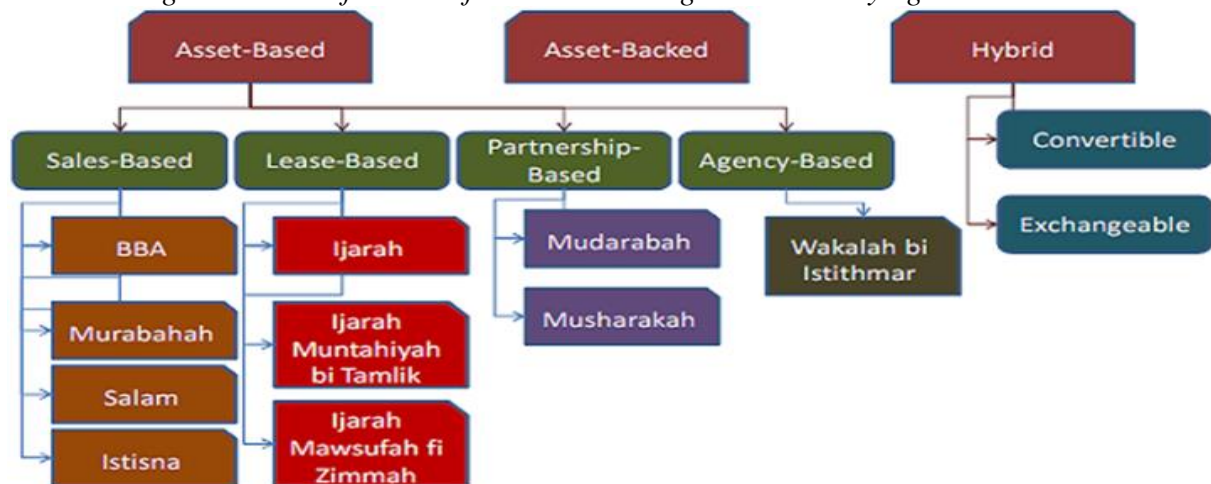 Asset-Based
Asset-Backed
Hybrid
Sales-Based
Lease-Based
Partnership-
Based
Agency-Based
Convertible
Exchangeable
BBA
Murabahah
Salam
Istisna
Ijarah
Ijarah
Muntahiyah
bi Tamlik
Ijarah
Mawsufah fi
Zimmah
Mudarabah
Musharakah
Wakalah bi
Istithmar